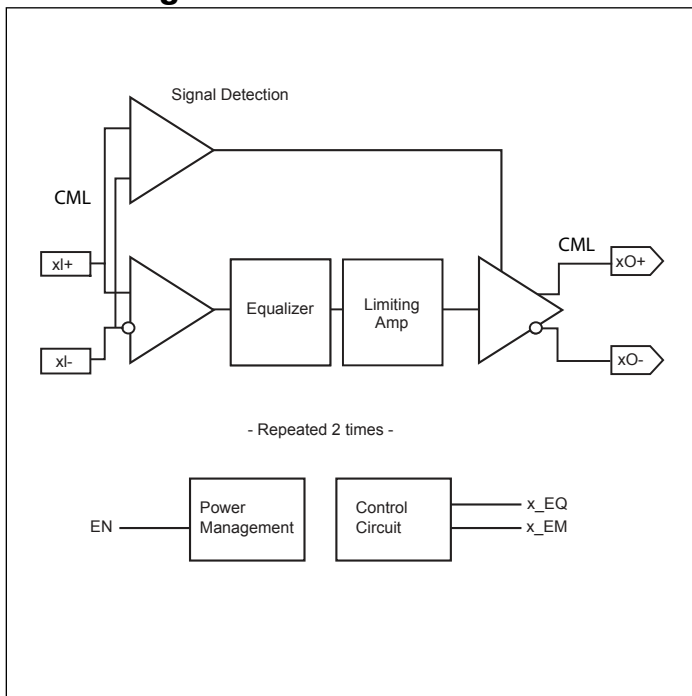 Signal Detection
CML
xI+
xI-
Equalizer
Limiting
Amp
CML
xO+
xO-
- Repeated 2 times -
EN
Power
Management
Control
Circuit
x_EQ
x_EM